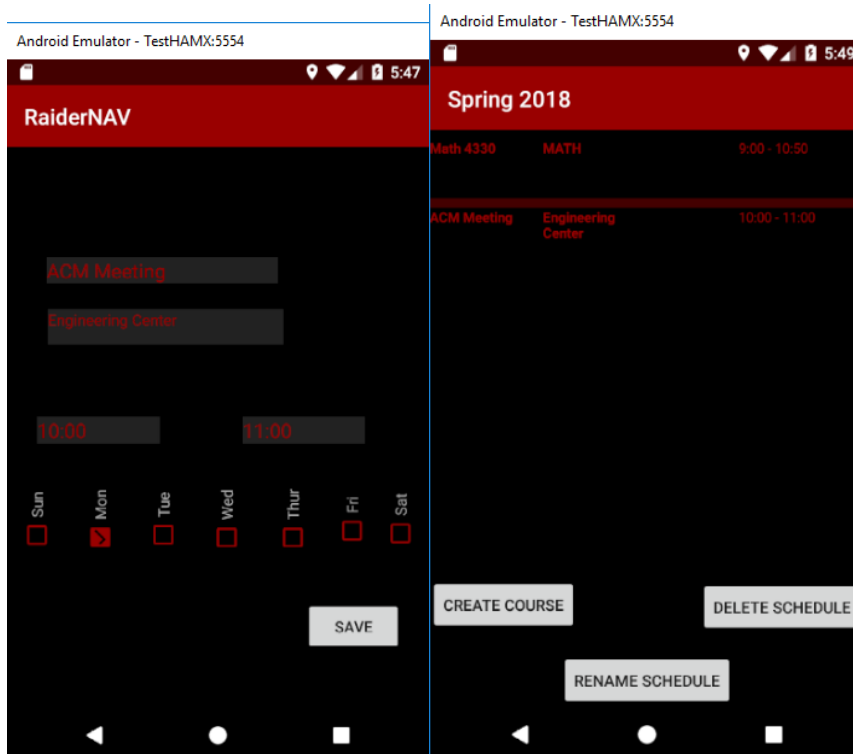 Android Emulator - TestHAMX:5554
5:47
RaiderNAV
ACM Meeting
Engineering Center
10:00 11:00
Sun Mon Tue Wed Thur Fri Sat
SAVE
Android Emulator - TestHAMX:5554
5:49
Spring 2018
Math 4330 MATH 9:00 - 10:50
ACM Meeting Engineering 10:00 - 11:00
Center
CREATE COURSE DELETE SCHEDULE
RENAME SCHEDULE